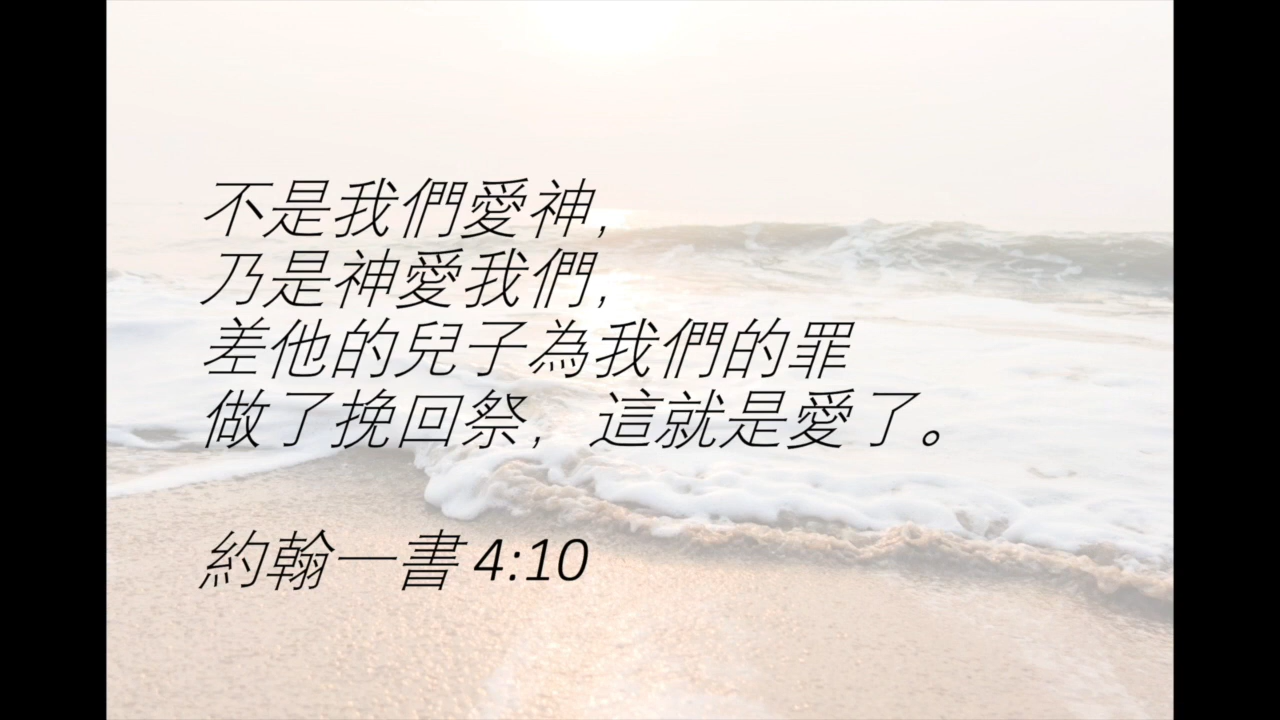 不是我們愛神,
乃是神愛我們,
差他的兒子為我們的罪
做了挽回祭，這就是愛了。
約翰一書 4:10